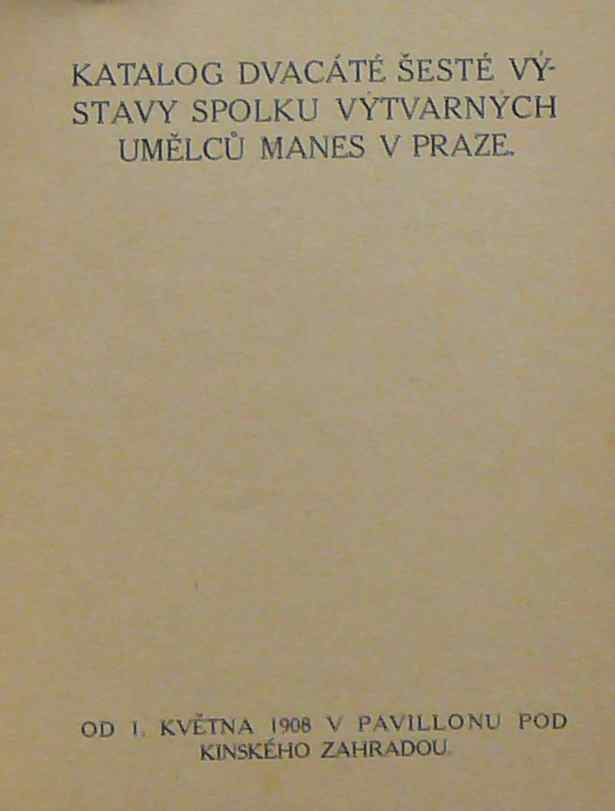 KATALOG DVACÁTÉ ŠESTÉ VÝ-
STAVY SPOLKU VÝTVARNÝCH
UMĚLCŮ MANES V PRAZE.
OD 1. KVĚTNA 1908 V PAVILLONU POD
KINSKÉHO ZAHRADOU.